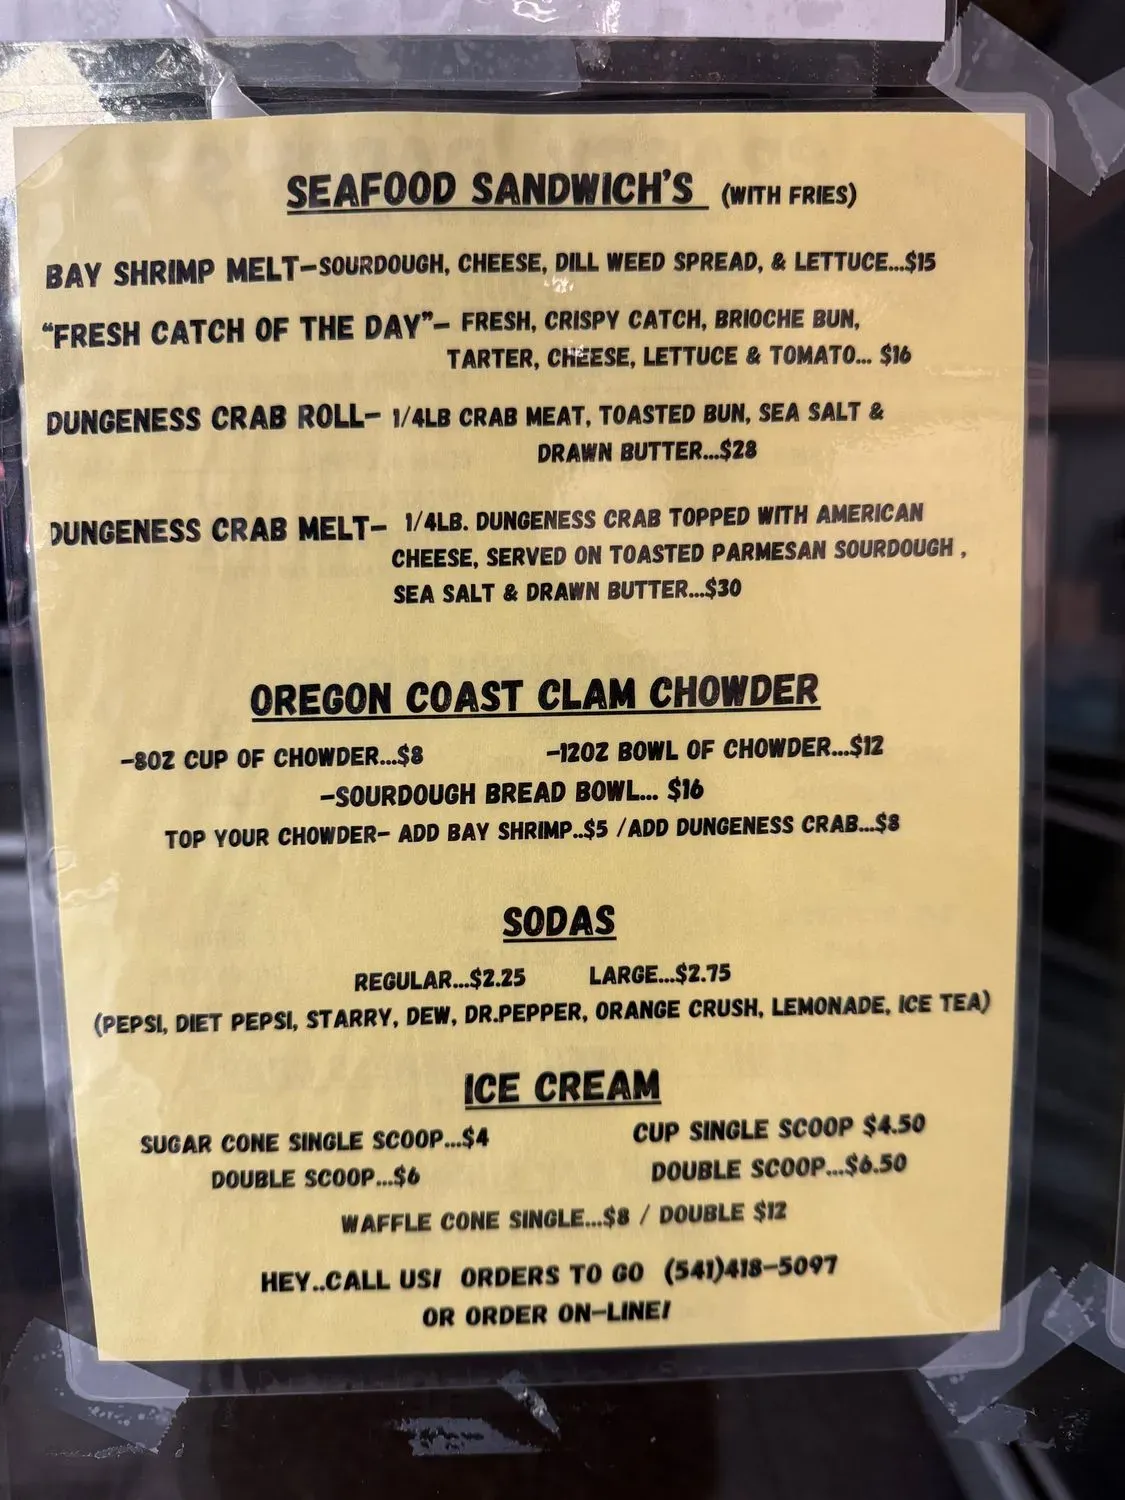 SEAFOOD SANDWICH'S (WITH FRIES)
BAY SHRIMP MELT-SOURDOUGH, CHEESE, DILL WEED SPREAD, & LETTUCE...$15
"FRESH CATCH OF THE DAY"- FRESH, CRISPY CATCH, BRIOCHE BUN,
TARTER, CHEESE, LETTUCE & TOMATO... $16
DUNGENESS CRAB ROLL- 1/4LB CRAB MEAT, TOASTED BUN, SEA SALT &
DRAWN BUTTER...$28
DUNGENESS CRAB MELT- 1/4LB. DUNGENESS CRAB TOPPED WITH AMERICAN
CHEESE, SERVED ON TOASTED PARMESAN SOURDOUGH ,
SEA SALT & DRAWN BUTTER...$30
OREGON COAST CLAM CHOWDER
-8OZ CUP OF CHOWDER...$8 -12OZ BOWL OF CHOWDER...$12
-SOURDOUGH BREAD BOWL... $16
TOP YOUR CHOWDER- ADD BAY SHRIMP..$5 /ADD DUNGENESS CRAB...$8
SODAS
REGULAR...$2.25 LARGE...$2.75
(PEPSI, DIET PEPSI, STARRY, DEW, DR.PEPPER, ORANGE CRUSH, LEMONADE, ICE TEA)
ICE CREAM
SUGAR CONE SINGLE SCOOP...$4 CUP SINGLE SCOOP $4.50
DOUBLE SCOOP...$6 DOUBLE SCOOP...$6.50
WAFFLE CONE SINGLE...$8 / DOUBLE $12
HEY..CALL US! ORDERS TO GO (541)418-5097
OR ORDER ON-LINE!